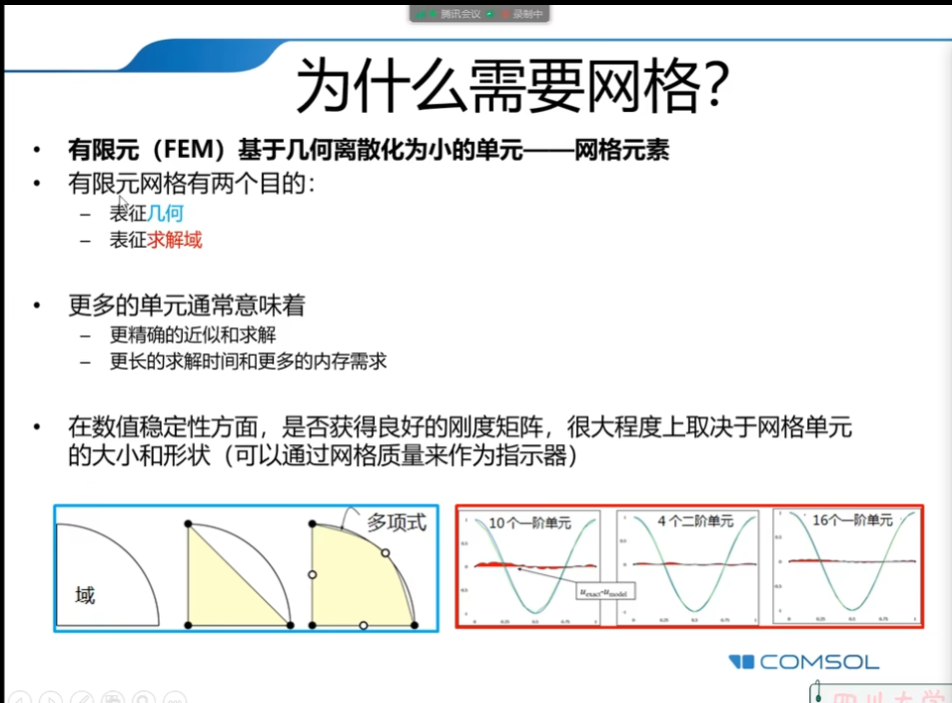 腾讯会议 录制中
为什么需要网格？
• 有限元（FEM）基于几何离散化为小的单元——网格元素
• 有限元网格有两个目的：
– 表征几何
– 表征求解域
• 更多的单元通常意味着
– 更精确的近似和求解
– 更长的求解时间和更多的内存需求
• 在数值稳定性方面，是否获得良好的刚度矩阵，很大程度上取决于网格单元
的大小和形状（可以通过网格质量来作为指示器）
域
多项式
10 个一阶单元
4 个二阶单元
16个一阶单元
u_exact-u_model
COMSOL
四川大学